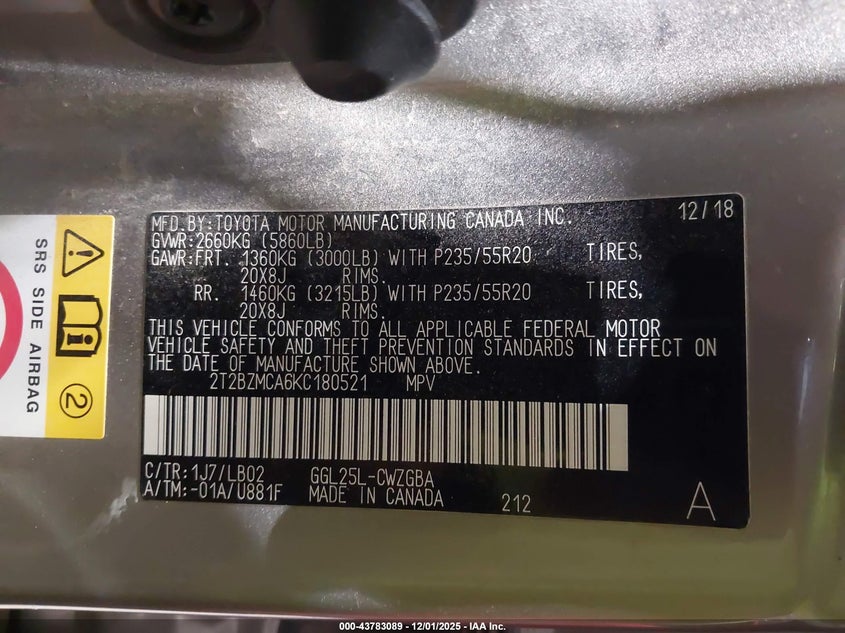 MFD.BY:TOYOTA MOTOR MANUFACTURING CANADA INC. 12/18
GVWR:2660KG (5860LB)
GAWR:FRT. 1360KG (3000LB) WITH P235/55R20 TIRES,
20X8J RIMS.
RR. 1460KG (3215LB) WITH P235/55R20 TIRES,
20X8J RIMS.
THIS VEHICLE CONFORMS TO ALL APPLICABLE FEDERAL MOTOR
VEHICLE SAFETY AND THEFT PREVENTION STANDARDS IN EFFECT ON
THE DATE OF MANUFACTURE SHOWN ABOVE.
2T2BZMCA6KC180521 MPV
C/TR:1J7/LB02 GGL25L-CWZGBA
A/TM:-01A/U881F MADE IN CANADA 212 A
SRS SIDE AIRBAG
2
000-43783089 - 12/01/2025 - IAA Inc.